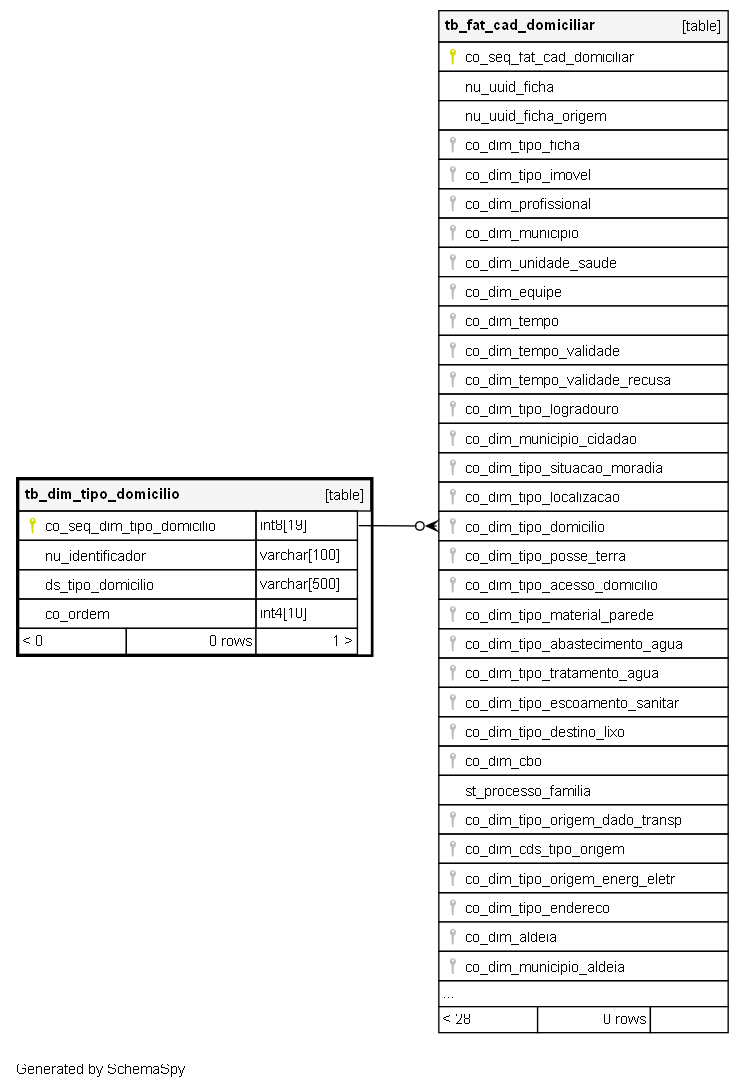 tb_fat_cad_domiciliar [table]
co_seq_fat_cad_domiciliar
nu_uuid_ficha
nu_uuid_ficha_origem
co_dim_tipo_ficha
co_dim_tipo_imovel
co_dim_profissional
co_dim_municipio
co_dim_unidade_saude
co_dim_equipe
co_dim_tempo
co_dim_tempo_validade
co_dim_tempo_validade_recusa
co_dim_tipo_logradouro
co_dim_municipio_cidadao
co_dim_tipo_situacao_moradia
co_dim_tipo_localizacao
co_dim_tipo_domicilio
co_dim_tipo_posse_terra
co_dim_tipo_acesso_domicilio
co_dim_tipo_material_parede
co_dim_tipo_abastecimento_agua
co_dim_tipo_tratamento_agua
co_dim_tipo_escoamento_sanitar
co_dim_tipo_destino_lixo
co_dim_cbo
st_processo_familia
co_dim_tipo_origem_dado_transp
co_dim_cds_tipo_origem
co_dim_tipo_origem_energ_eletr
co_dim_tipo_endereco
co_dim_aldeia
co_dim_municipio_aldeia
...
< 28 0 rows
tb_dim_tipo_domicilio [table]
co_seq_dim_tipo_domicilio int8[19]
nu_identificador varchar[100]
ds_tipo_domicilio varchar[500]
co_ordem int4[10]
< 0 0 rows 1 >
Generated by SchemaSpy